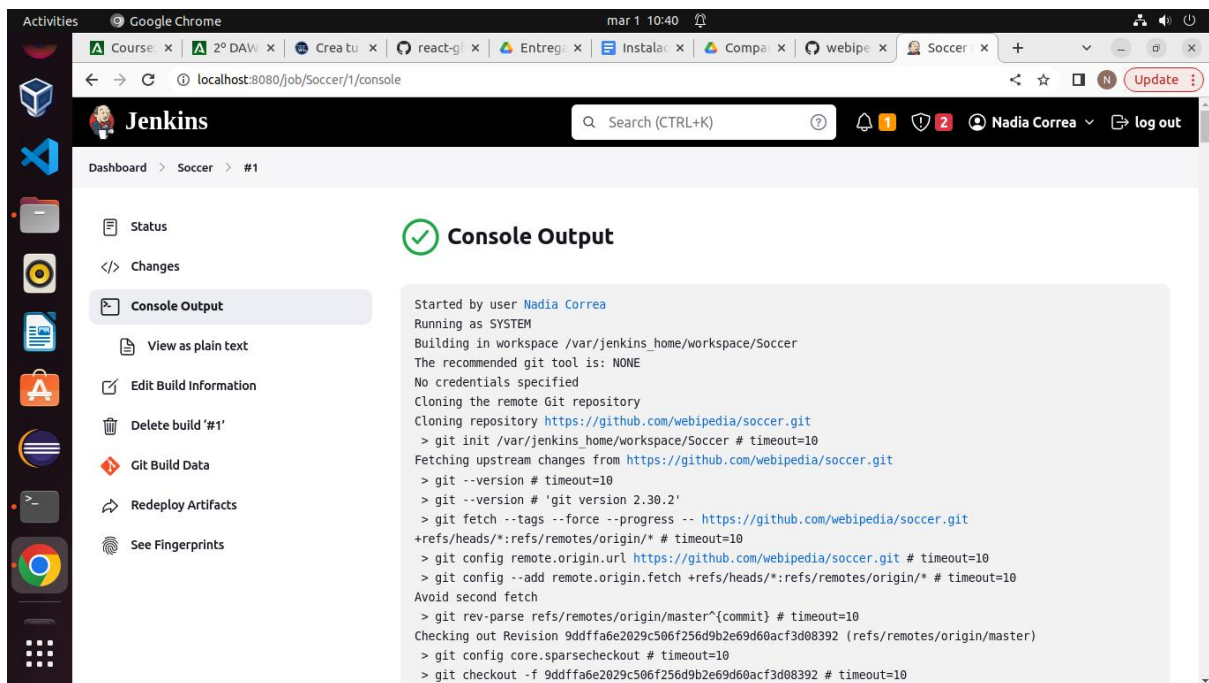 Activities
Google Chrome
mar 1 10:40
Course
2º DAW
Crea tu
react-gl
Entrega
Instalac
Compa
webipe
Soccer
localhost:8080/job/Soccer/1/console
N
Update
Jenkins
Search (CTRL+K)
1
2
Nadia Correa
log out
Dashboard > Soccer > #1
Status
Changes
Console Output
View as plain text
Edit Build Information
Delete build ‘#1’
Git Build Data
Redeploy Artifacts
See Fingerprints
Console Output
Started by user Nadia Correa
Running as SYSTEM
Building in workspace /var/jenkins_home/workspace/Soccer
The recommended git tool is: NONE
No credentials specified
Cloning the remote Git repository
Cloning repository https://github.com/webipedia/soccer.git
> git init /var/jenkins_home/workspace/Soccer # timeout=10
Fetching upstream changes from https://github.com/webipedia/soccer.git
> git --version # timeout=10
> git --version # 'git version 2.30.2'
> git fetch --tags --force --progress -- https://github.com/webipedia/soccer.git
+refs/heads/*:refs/remotes/origin/* # timeout=10
> git config remote.origin.url https://github.com/webipedia/soccer.git # timeout=10
> git config --add remote.origin.fetch +refs/heads/*:refs/remotes/origin/* # timeout=10
Avoid second fetch
> git rev-parse refs/remotes/origin/master^{commit} # timeout=10
Checking out Revision 9ddffa6e2029c506f256d9b2e69d60acf3d08392 (refs/remotes/origin/master)
> git config core.sparsecheckout # timeout=10
> git checkout -f 9ddffa6e2029c506f256d9b2e69d60acf3d08392 # timeout=10